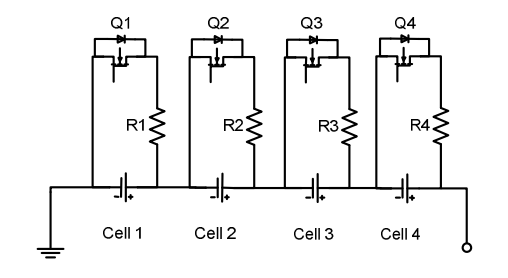 Q1 Q2 Q3 Q4
R1 R2 R3 R4
- + - + - + - +
Cell 1 Cell 2 Cell 3 Cell 4